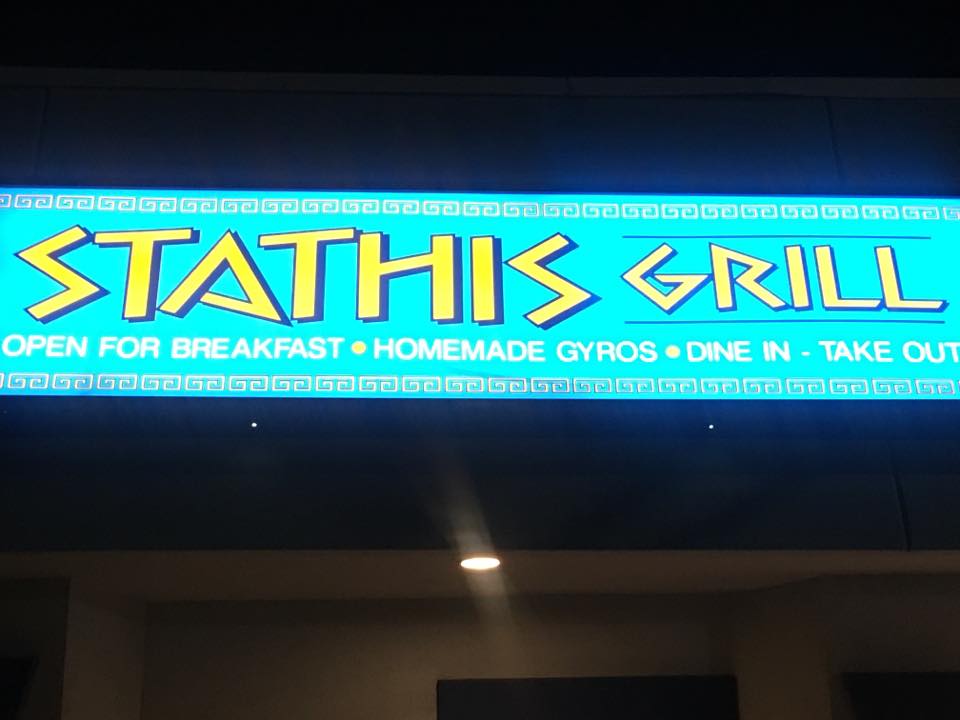 STATHIS GRILL
OPEN FOR BREAKFAST • HOMEMADE GYROS • DINE IN - TAKE OUT